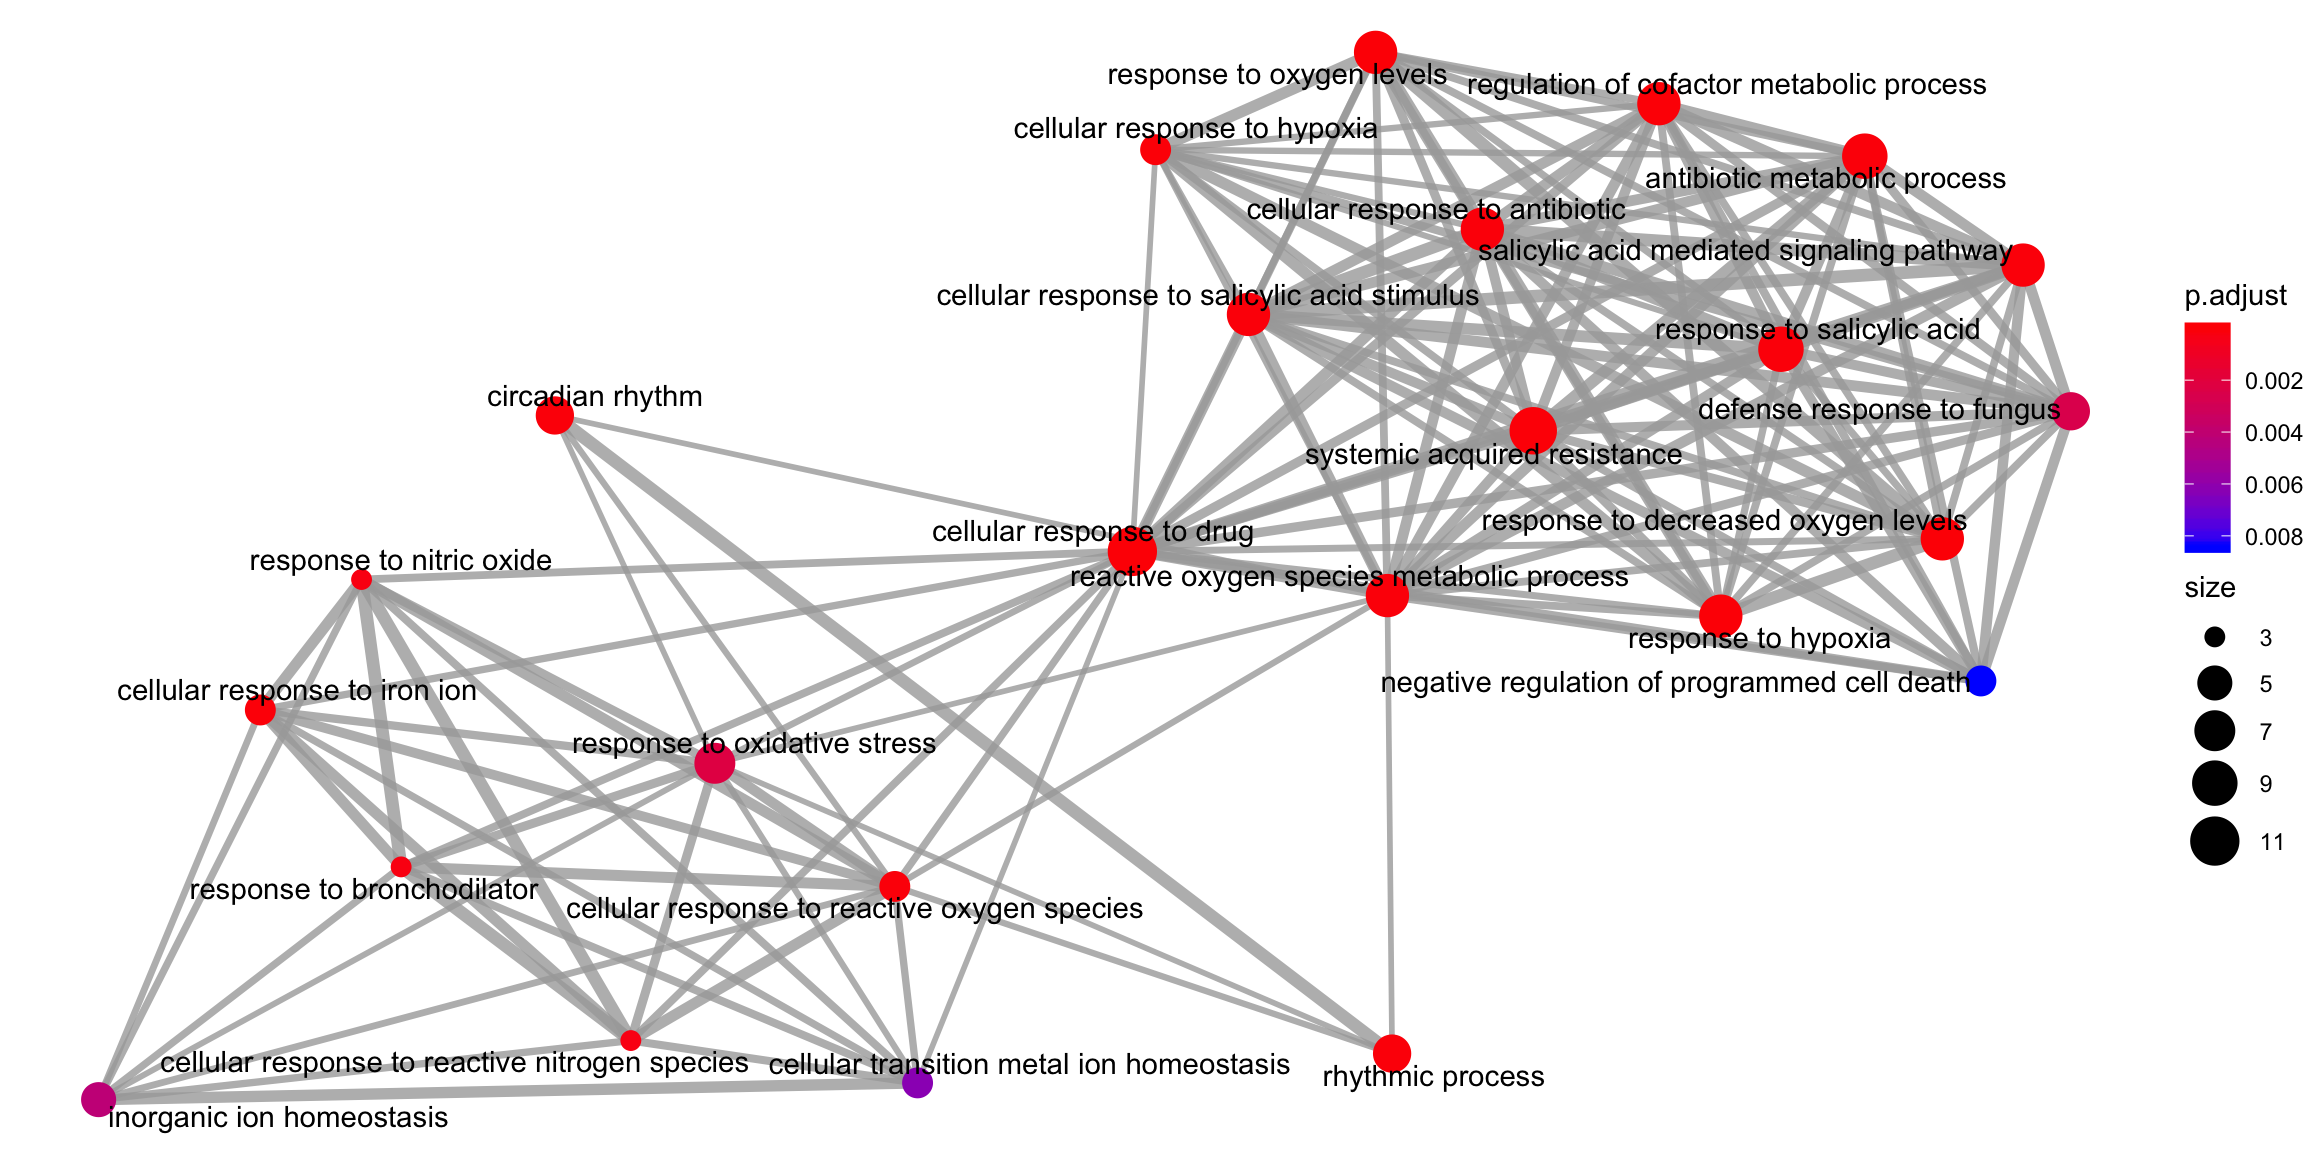 response to oxygen levels
regulation of cofactor metabolic process
cellular response to hypoxia
antibiotic metabolic process
cellular response to antibiotic
salicylic acid mediated signaling pathway
cellular response to salicylic acid stimulus
response to salicylic acid
circadian rhythm
defense response to fungus
systemic acquired resistance
response to decreased oxygen levels
cellular response to drug
response to nitric oxide
reactive oxygen species metabolic process
response to hypoxia
negative regulation of programmed cell death
cellular response to iron ion
response to oxidative stress
response to bronchodilator
cellular response to reactive oxygen species
cellular response to reactive nitrogen species
cellular transition metal ion homeostasis
rhythmic process
inorganic ion homeostasis
p.adjust
0.002
0.004
0.006
0.008
size
3
5
7
9
11